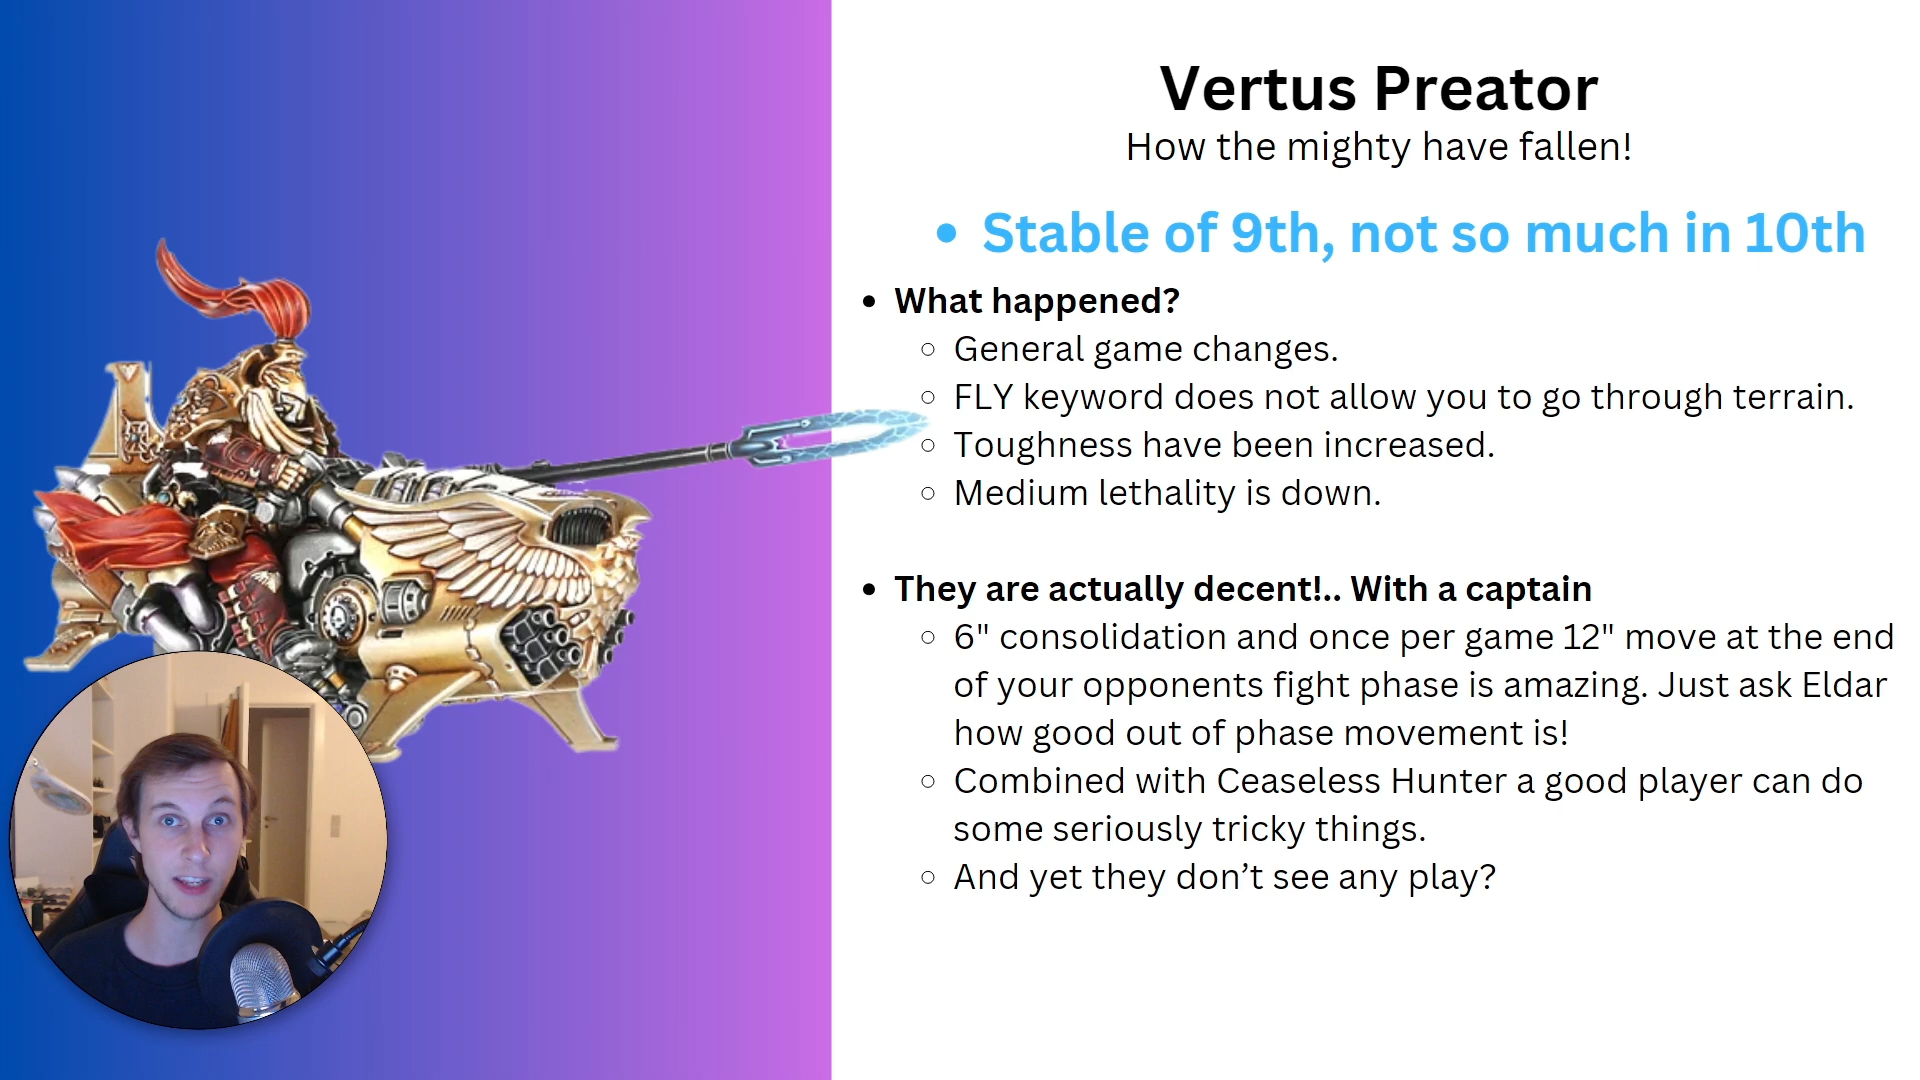 Vertus Preator
How the mighty have fallen!
• Stable of 9th, not so much in 10th
• What happened?
○ General game changes.
○ FLY keyword does not allow you to go through terrain.
○ Toughness have been increased.
○ Medium lethality is down.
• They are actually decent!.. With a captain
○ 6" consolidation and once per game 12" move at the end
of your opponents fight phase is amazing. Just ask Eldar
how good out of phase movement is!
○ Combined with Ceaseless Hunter a good player can do
some seriously tricky things.
○ And yet they don’t see any play?